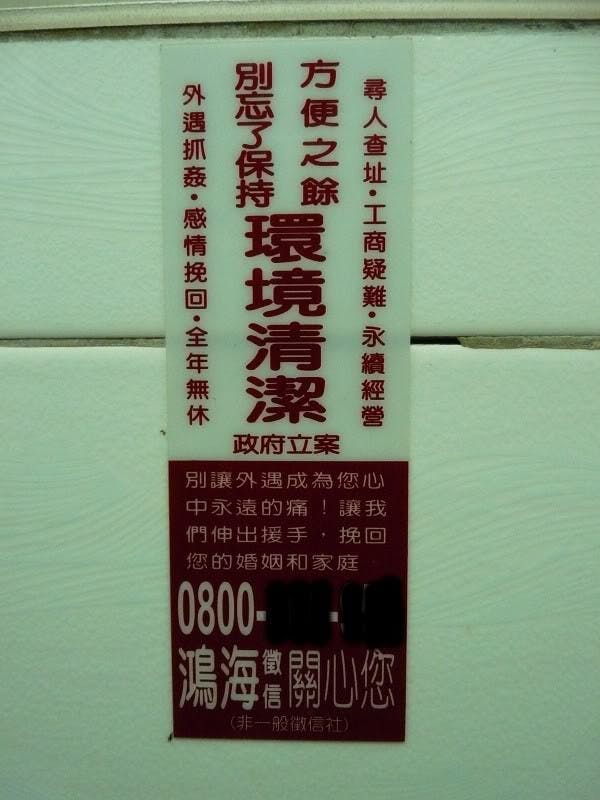 尋人查址・工商疑難・永續經營
方便之餘
別忘了保持
環境清潔
外遇抓姦・感情挽回・全年無休
政府立案
別讓外遇成為您心
中永遠的痛！讓我
們伸出援手，挽回
您的婚姻和家庭
0800-
鴻海徵信關心您
(非一般徵信社)